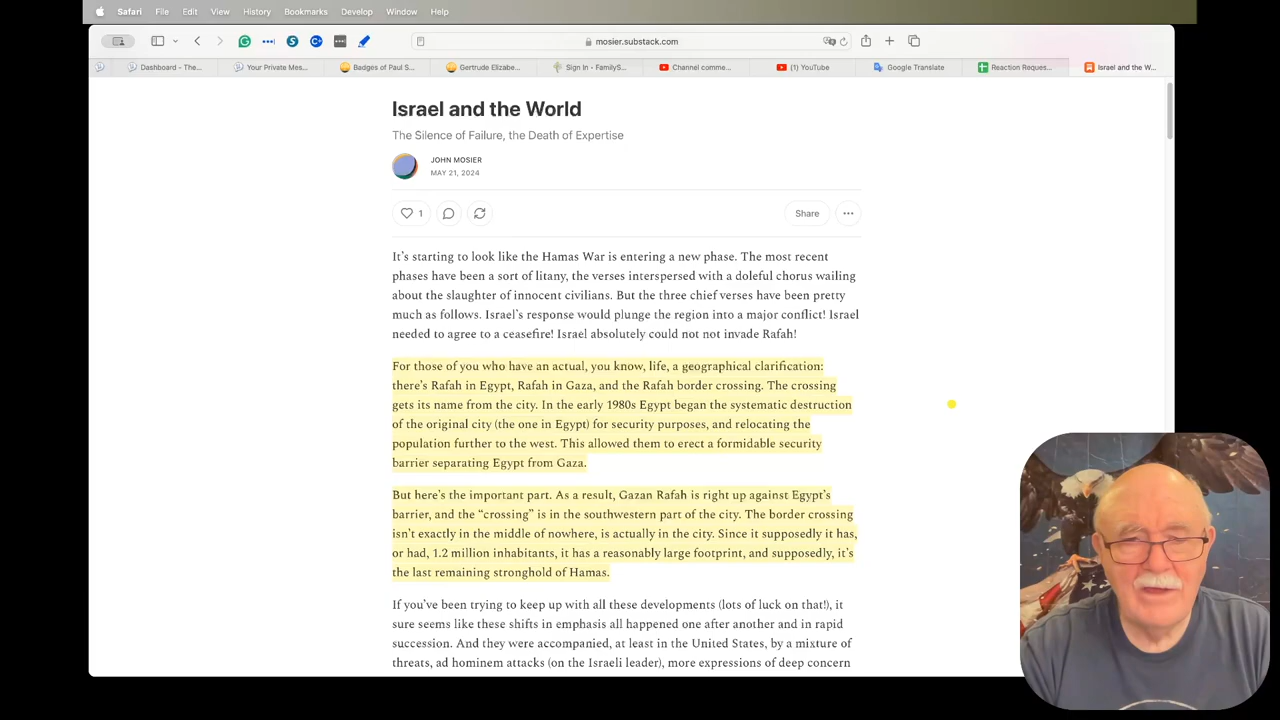 Safari File Edit View History Bookmarks Develop Window Help
mosier.substack.com
Dashboard - The... Your Private Mes... Badges of Paul S... Gertrude Elizabe... Sign In - FamilyS... Channel comme... (1) YouTube Google Translate Reaction Reques... Israel and the W...
Israel and the World
The Silence of Failure, the Death of Expertise
JOHN MOSIER
MAY 21, 2024
1 Share
It’s starting to look like the Hamas War is entering a new phase. The most recent
phases have been a sort of litany, the verses interspersed with a doleful chorus wailing
about the slaughter of innocent civilians. But the three chief verses have been pretty
much as follows. Israel’s response would plunge the region into a major conflict! Israel
needed to agree to a ceasefire! Israel absolutely could not not invade Rafah!
For those of you who have an actual, you know, life, a geographical clarification:
there’s Rafah in Egypt, Rafah in Gaza, and the Rafah border crossing. The crossing
gets its name from the city. In the early 1980s Egypt began the systematic destruction
of the original city (the one in Egypt) for security purposes, and relocating the
population further to the west. This allowed them to erect a formidable security
barrier separating Egypt from Gaza.
But here’s the important part. As a result, Gazan Rafah is right up against Egypt’s
barrier, and the “crossing” is in the southwestern part of the city. The border crossing
isn’t exactly in the middle of nowhere, is actually in the city. Since it supposedly it has,
or had, 1.2 million inhabitants, it has a reasonably large footprint, and supposedly, it’s
the last remaining stronghold of Hamas.
If you’ve been trying to keep up with all these developments (lots of luck on that!), it
sure seems like these shifts in emphasis all happened one after another and in rapid
succession. And they were accompanied, at least in the United States, by a mixture of
threats, ad hominem attacks (on the Israeli leader), more expressions of deep concern